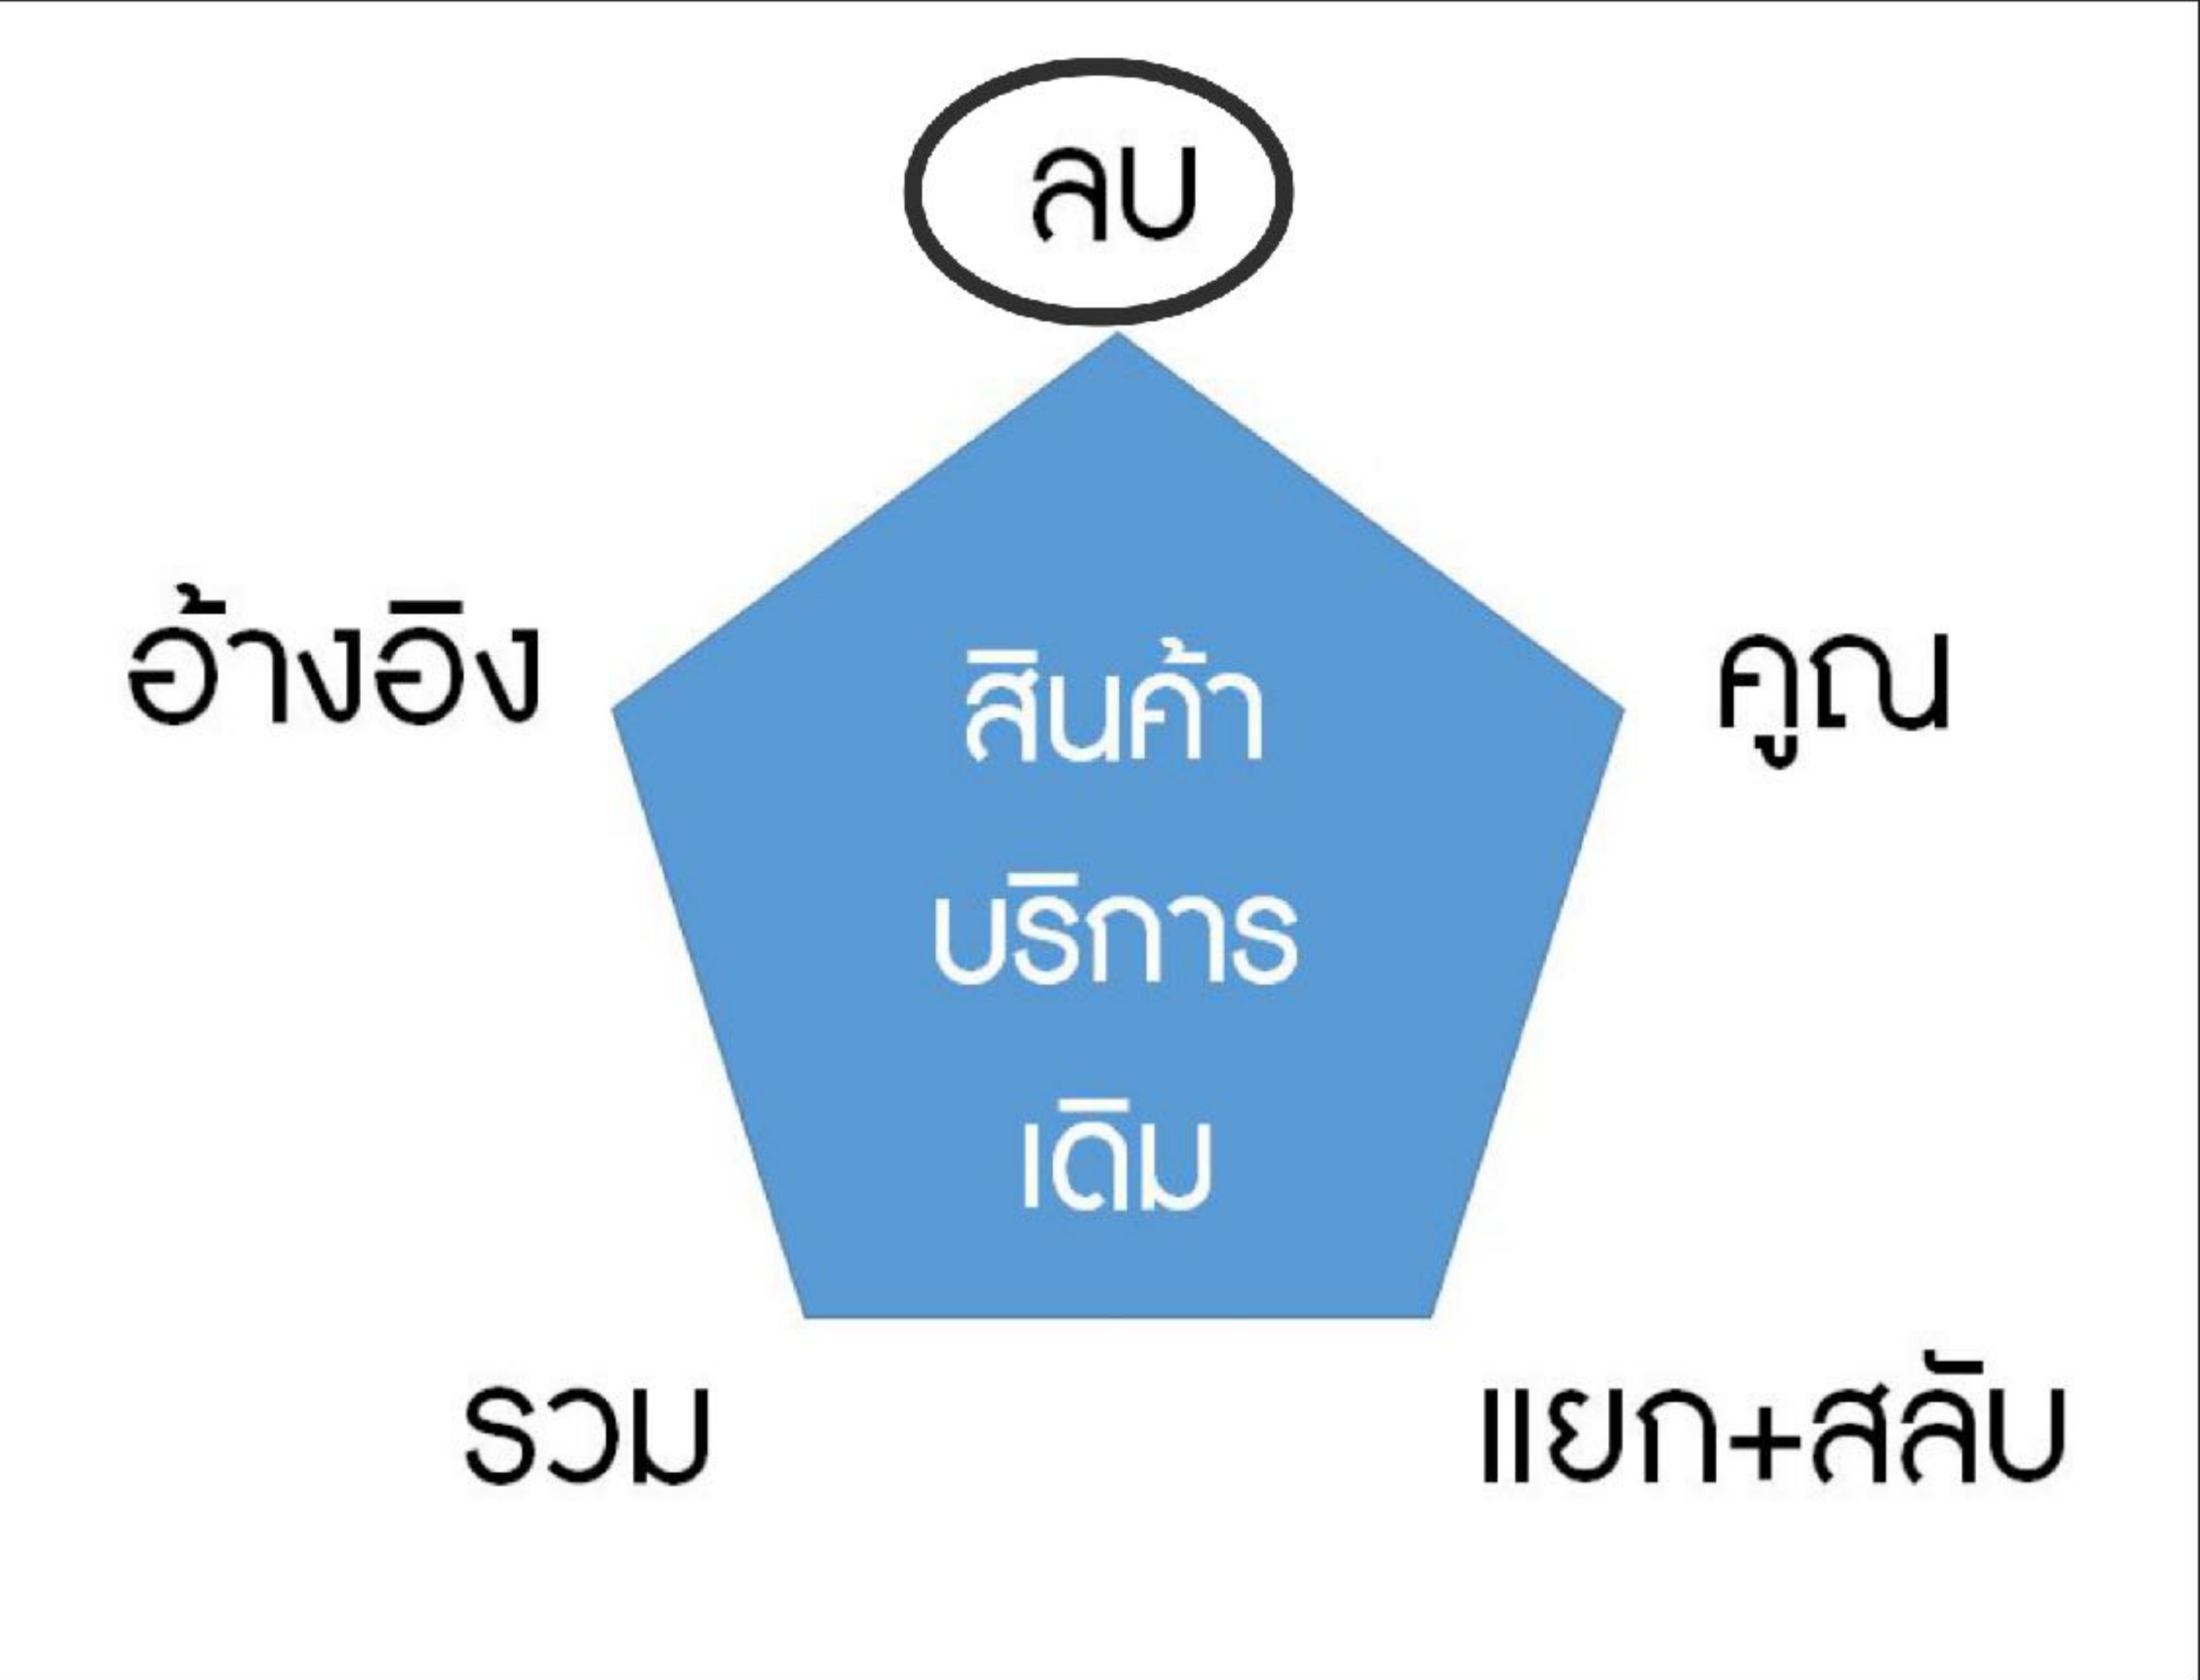 ลบ
อ้างอิง
คูณ
สินค้า
บริการ
เดิม
รวม
แยก+สลับ